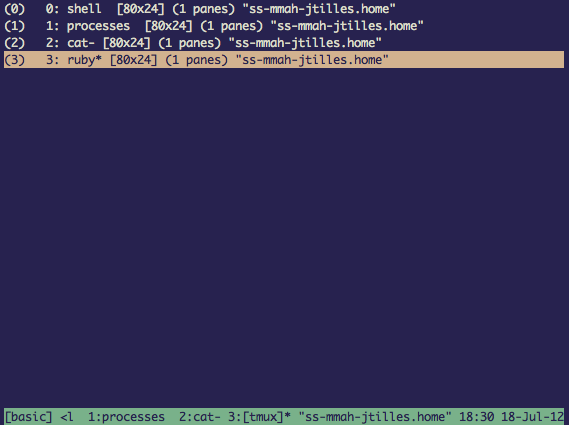 (0)   0: shell  [80x24] (1 panes) "ss-mmah-jtilles.home"
(1)   1: processes  [80x24] (1 panes) "ss-mmah-jtilles.home"
(2)   2: cat- [80x24] (1 panes) "ss-mmah-jtilles.home"
(3)   3: ruby* [80x24] (1 panes) "ss-mmah-jtilles.home"
[basic] <l  1:processes  2:cat- 3:[tmux]* "ss-mmah-jtilles.home" 18:30 18-Jul-12